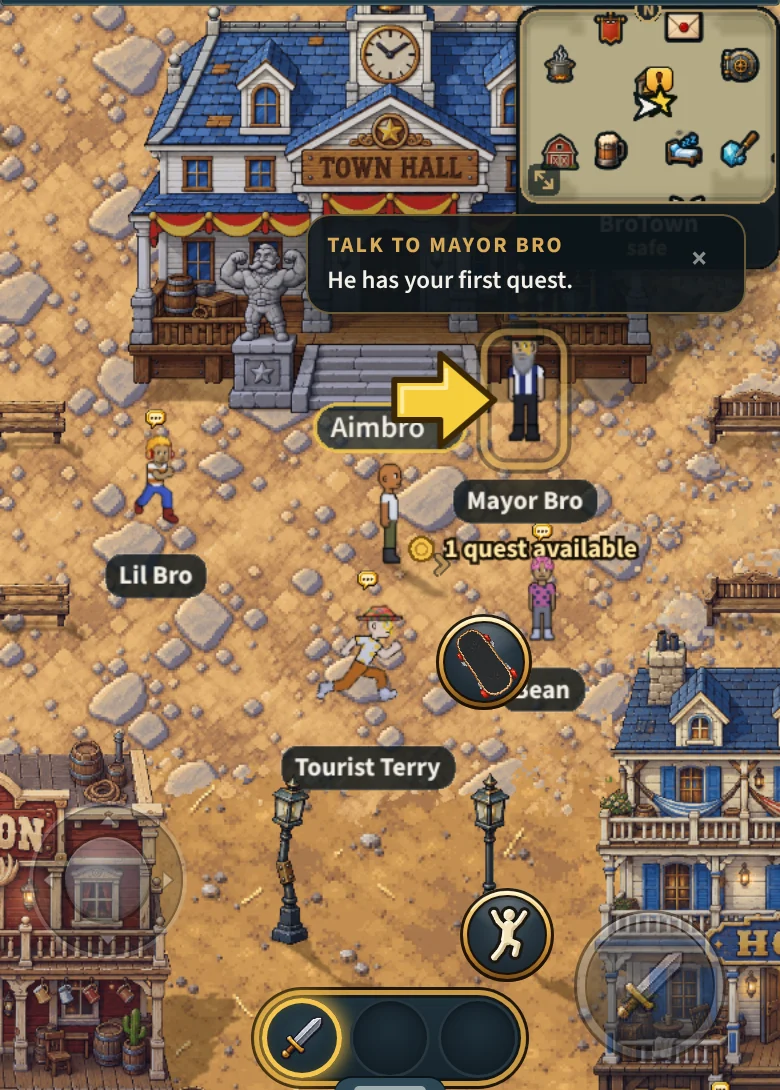 N
TOWN HALL
BroTown
safe
TALK TO MAYOR BRO
×
He has your first quest.
Aimbro
Mayor Bro
1 quest available
Lil Bro
Bean
Tourist Terry
ON
HO